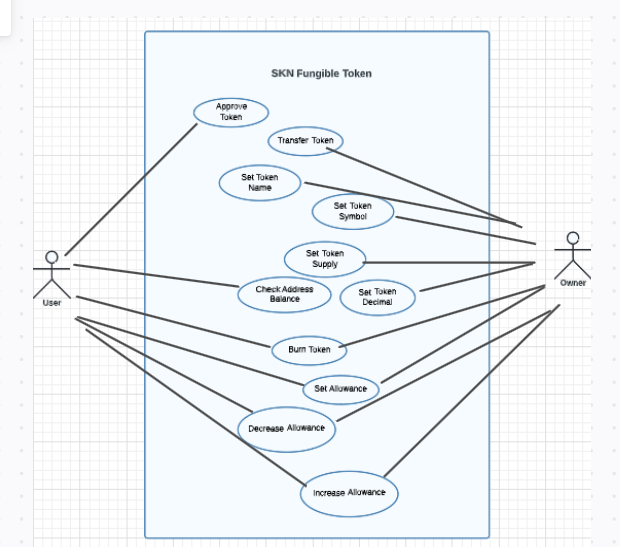 SKN Fungible Token
Approve
Token
Transfer Token
Set Token
Name
Set Token
Symbol
Set Token
Supply
Check Address
Balance
Set Token
Decimal
User
Owner
Burn Token
Set Allowance
Decrease Allowance
Increase Allowance